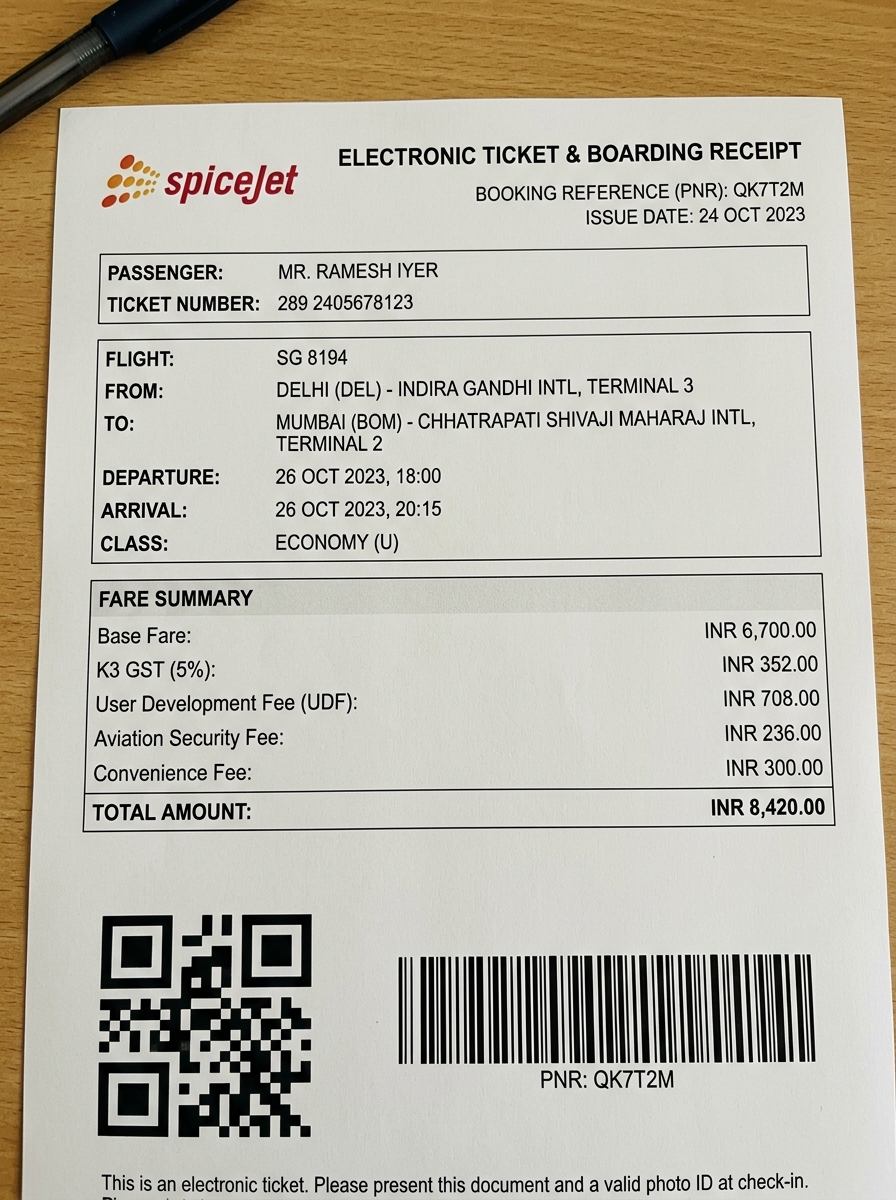 spiceJet
ELECTRONIC TICKET & BOARDING RECEIPT
BOOKING REFERENCE (PNR): QK7T2M
ISSUE DATE: 24 OCT 2023
PASSENGER: MR. RAMESH IYER
TICKET NUMBER: 289 2405678123
FLIGHT: SG 8194
FROM: DELHI (DEL) - INDIRA GANDHI INTL, TERMINAL 3
TO: MUMBAI (BOM) - CHHATRAPATI SHIVAJI MAHARAJ INTL,
TERMINAL 2
DEPARTURE: 26 OCT 2023, 18:00
ARRIVAL: 26 OCT 2023, 20:15
CLASS: ECONOMY (U)
FARE SUMMARY
Base Fare: INR 6,700.00
K3 GST (5%): INR 352.00
User Development Fee (UDF): INR 708.00
Aviation Security Fee: INR 236.00
Convenience Fee: INR 300.00
TOTAL AMOUNT: INR 8,420.00
PNR: QK7T2M
This is an electronic ticket. Please present this document and a valid photo ID at check-in.